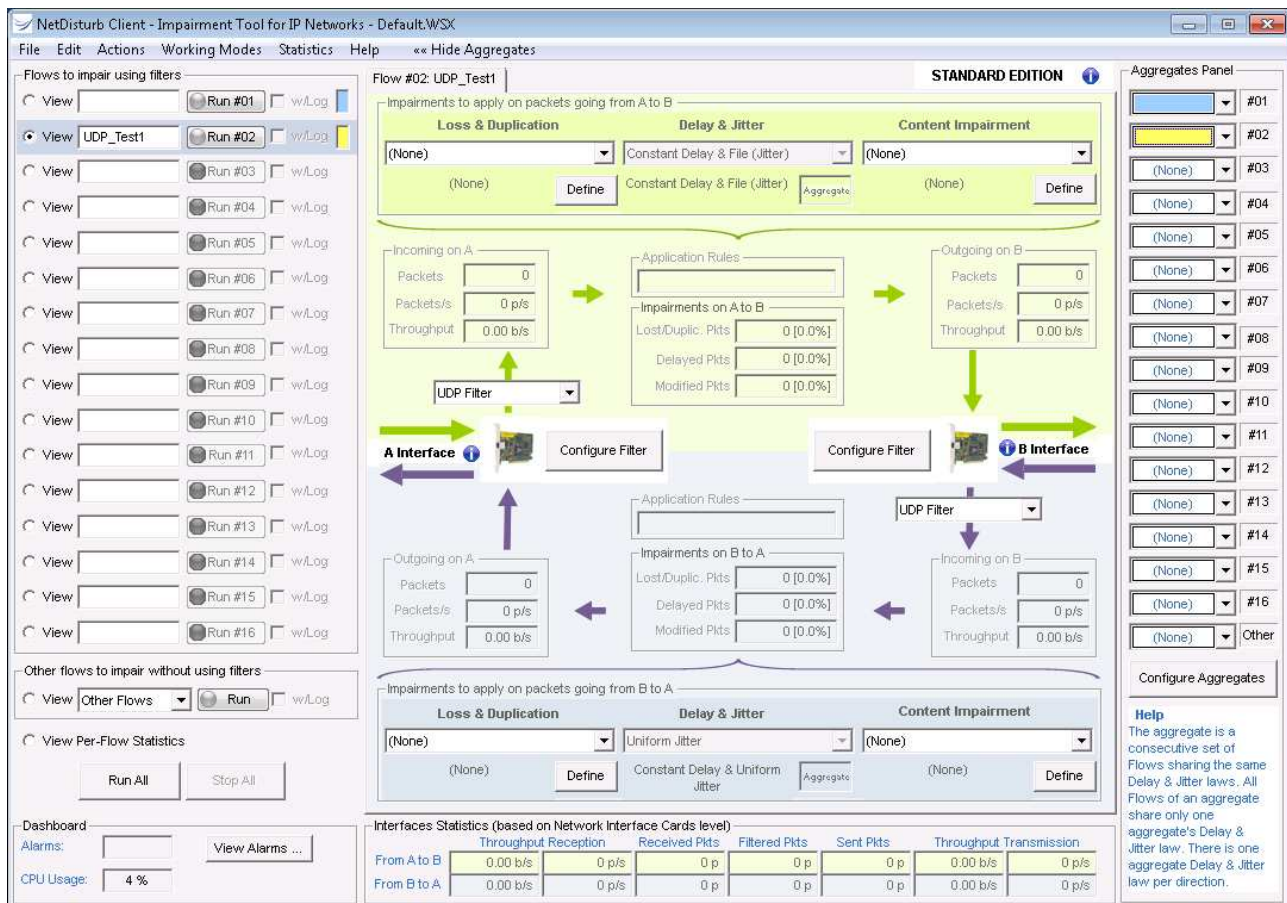 NetDisturb Client - Impairment Tool for IP Networks - Default.WSX
File Edit Actions Working Modes Statistics Help «« Hide Aggregates
Flows to impair using filters
View Run #01 w/Log
View UDP_Test1 Run #02 w/Log
View Run #03 w/Log
View Run #04 w/Log
View Run #05 w/Log
View Run #06 w/Log
View Run #07 w/Log
View Run #08 w/Log
View Run #09 w/Log
View Run #10 w/Log
View Run #11 w/Log
View Run #12 w/Log
View Run #13 w/Log
View Run #14 w/Log
View Run #15 w/Log
View Run #16 w/Log
Other flows to impair without using filters
View Other Flows Run w/Log
View Per-Flow Statistics
Run All Stop All
Dashboard
Alarms: View Alarms ...
CPU Usage: 4 %
Flow #02: UDP_Test1 STANDARD EDITION
Impairments to apply on packets going from A to B
Loss & Duplication Delay & Jitter Content Impairment
(None) Constant Delay & File (Jitter) (None)
(None) Define Constant Delay & File (Jitter) Aggregate (None) Define
Incoming on A
Packets 0
Packets/s 0 p/s
Throughput 0.00 b/s
Application Rules
Impairments on A to B
Lost/Duplic. Pkts 0 [0.0%]
Delayed Pkts 0 [0.0%]
Modified Pkts 0 [0.0%]
Outgoing on B
Packets 0
Packets/s 0 p/s
Throughput 0.00 b/s
UDP Filter
A Interface Configure Filter Configure Filter B Interface
UDP Filter
Outgoing on A
Packets 0
Packets/s 0 p/s
Throughput 0.00 b/s
Application Rules
Impairments on B to A
Lost/Duplic. Pkts 0 [0.0%]
Delayed Pkts 0 [0.0%]
Modified Pkts 0 [0.0%]
Incoming on B
Packets 0
Packets/s 0 p/s
Throughput 0.00 b/s
Impairments to apply on packets going from B to A
Loss & Duplication Delay & Jitter Content Impairment
(None) Uniform Jitter (None)
(None) Define Constant Delay & Uniform Jitter Aggregate (None) Define
Interfaces Statistics (based on Network Interface Cards level)
Throughput Reception Received Pkts Filtered Pkts Sent Pkts Throughput Transmission
From A to B 0.00 b/s 0 p/s 0 p 0 p 0 p 0.00 b/s 0 p/s
From B to A 0.00 b/s 0 p/s 0 p 0 p 0 p 0.00 b/s 0 p/s
Aggregates Panel
#01
#02
(None) #03
(None) #04
(None) #05
(None) #06
(None) #07
(None) #08
(None) #09
(None) #10
(None) #11
(None) #12
(None) #13
(None) #14
(None) #15
(None) #16
(None) Other
Configure Aggregates
Help
The aggregate is a
consecutive set of
Flows sharing the same
Delay & Jitter laws. All
Flows of an aggregate
share only one
aggregate's Delay &
Jitter law. There is one
aggregate Delay & Jitter
law per direction.